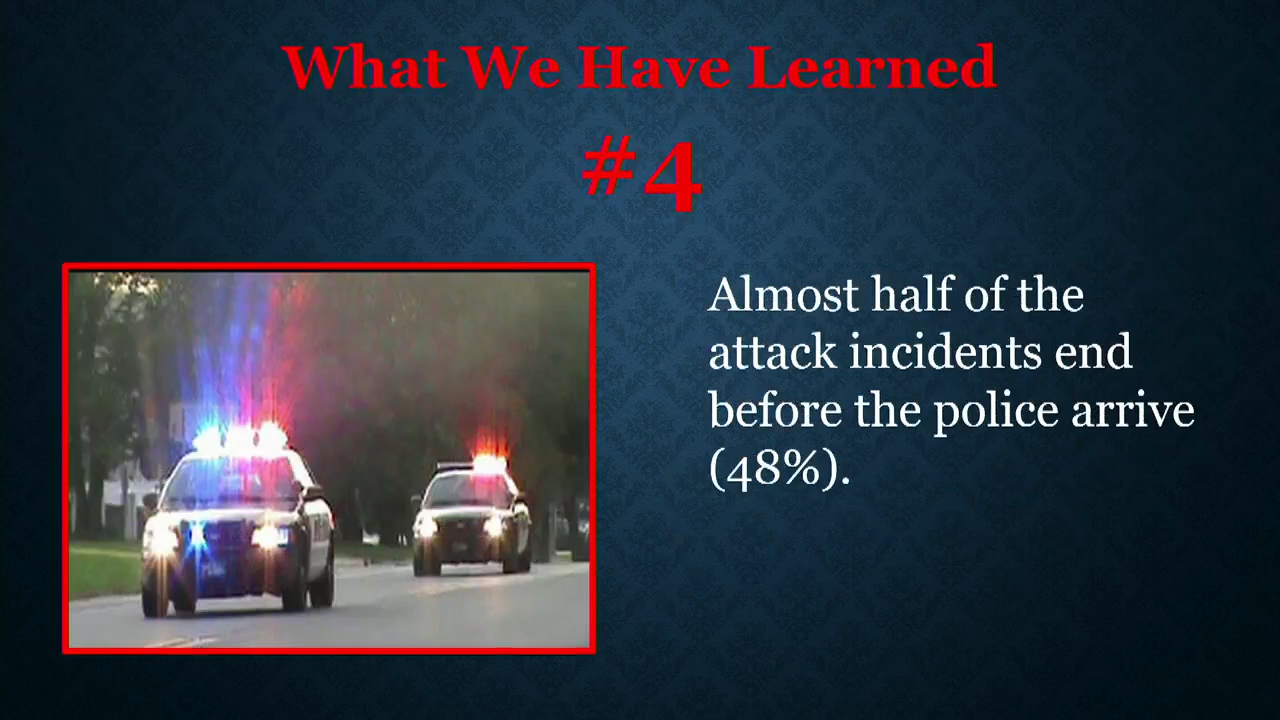 What We Have Learned
#4
Almost half of the
attack incidents end
before the police arrive
(48%).